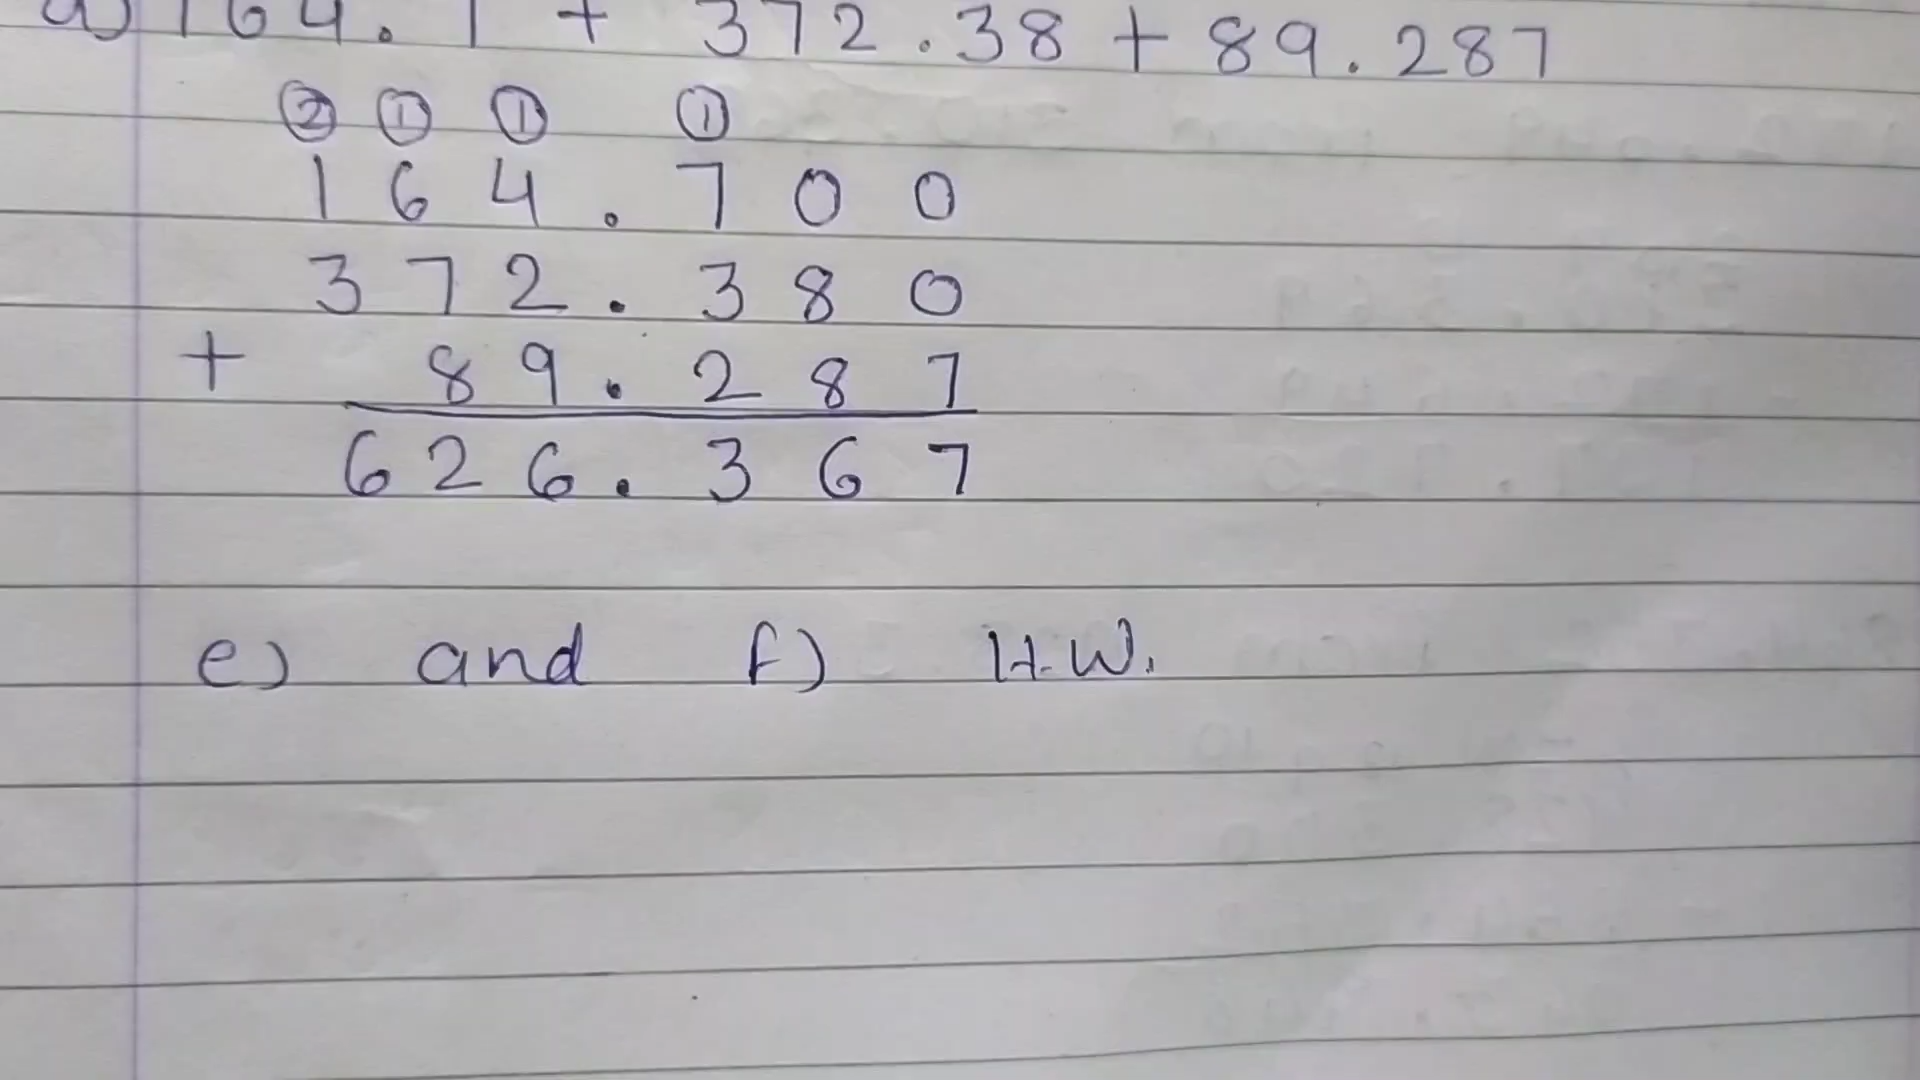 164.7 + 372.38 + 89.287
2 1 1 1
164.700
372.380
+ 89.287
626.367
e) and f) H.W.